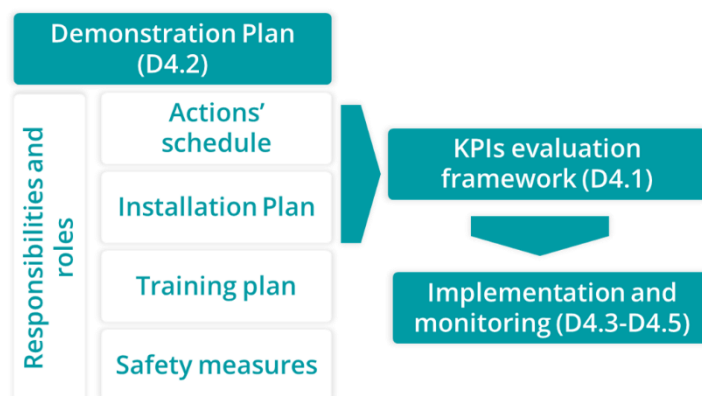 Demonstration Plan
(D4.2)
Responsibilities and
roles
Actions’
schedule
Installation Plan
Training plan
Safety measures
KPIs evaluation
framework (D4.1)
Implementation and
monitoring (D4.3-D4.5)